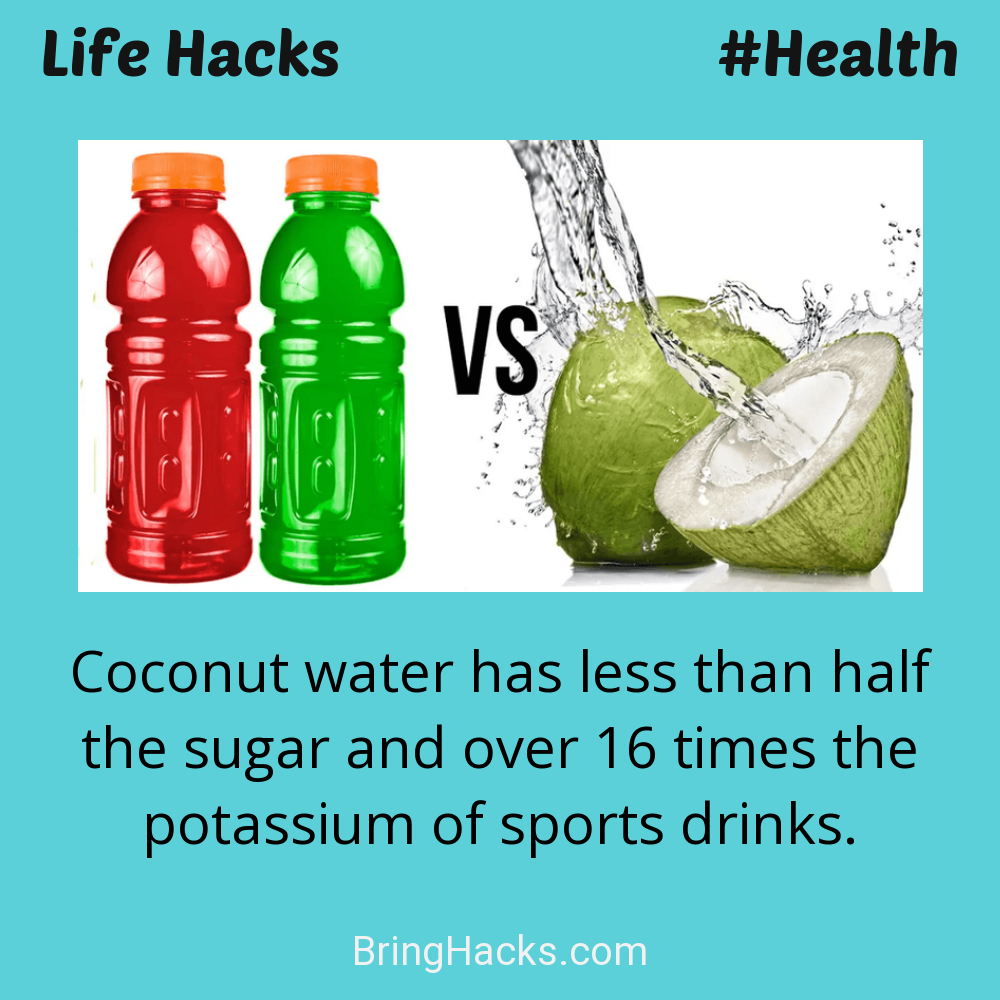 Life Hacks
#Health
VS
Coconut water has less than half
the sugar and over 16 times the
potassium of sports drinks.
BringHacks.com